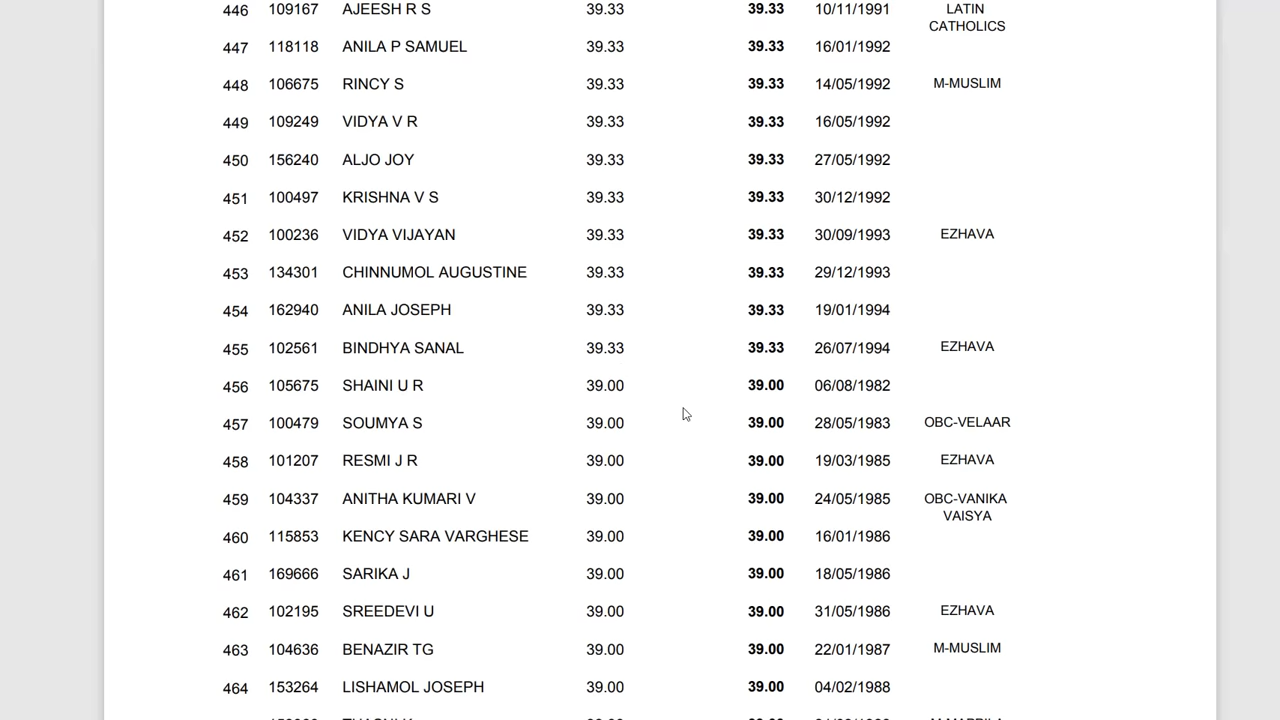 446 109167 AJEESH R S 39.33 39.33 10/11/1991 LATIN
CATHOLICS
447 118118 ANILA P SAMUEL 39.33 39.33 16/01/1992
448 106675 RINCY S 39.33 39.33 14/05/1992 M-MUSLIM
449 109249 VIDYA V R 39.33 39.33 16/05/1992
450 156240 ALJO JOY 39.33 39.33 27/05/1992
451 100497 KRISHNA V S 39.33 39.33 30/12/1992
452 100236 VIDYA VIJAYAN 39.33 39.33 30/09/1993 EZHAVA
453 134301 CHINNUMOL AUGUSTINE 39.33 39.33 29/12/1993
454 162940 ANILA JOSEPH 39.33 39.33 19/01/1994
455 102561 BINDHYA SANAL 39.33 39.33 26/07/1994 EZHAVA
456 105675 SHAINI U R 39.00 39.00 06/08/1982
457 100479 SOUMYA S 39.00 39.00 28/05/1983 OBC-VELAAR
458 101207 RESMI J R 39.00 39.00 19/03/1985 EZHAVA
459 104337 ANITHA KUMARI V 39.00 39.00 24/05/1985 OBC-VANIKA
VAISYA
460 115853 KENCY SARA VARGHESE 39.00 39.00 16/01/1986
461 169666 SARIKA J 39.00 39.00 18/05/1986
462 102195 SREEDEVI U 39.00 39.00 31/05/1986 EZHAVA
463 104636 BENAZIR TG 39.00 39.00 22/01/1987 M-MUSLIM
464 153264 LISHAMOL JOSEPH 39.00 39.00 04/02/1988